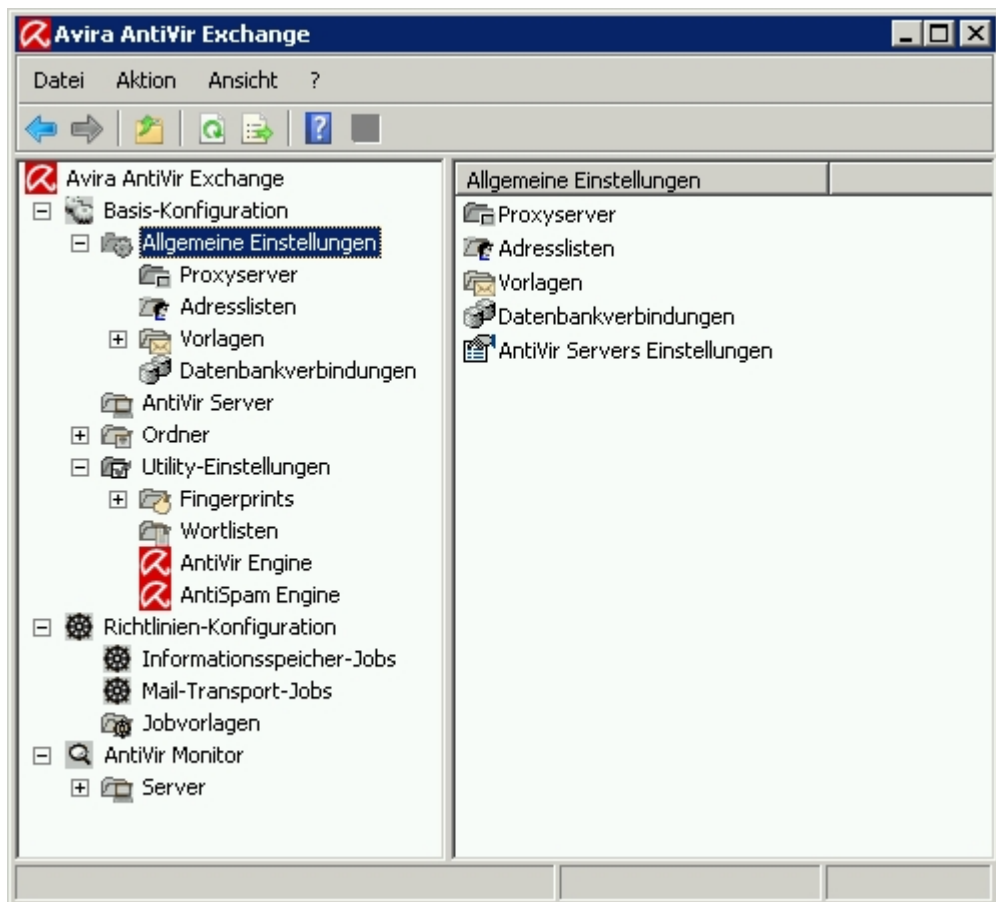 Avira AntiVir Exchange
Datei Aktion Ansicht ?
Avira AntiVir Exchange
Basis-Konfiguration
Allgemeine Einstellungen
Proxyserver
Adresslisten
Vorlagen
Datenbankverbindungen
AntiVir Server
Ordner
Utility-Einstellungen
Fingerprints
Wortlisten
AntiVir Engine
AntiSpam Engine
Richtlinien-Konfiguration
Informationsspeicher-Jobs
Mail-Transport-Jobs
Jobvorlagen
AntiVir Monitor
Server
Allgemeine Einstellungen
Proxyserver
Adresslisten
Vorlagen
Datenbankverbindungen
AntiVir Servers Einstellungen